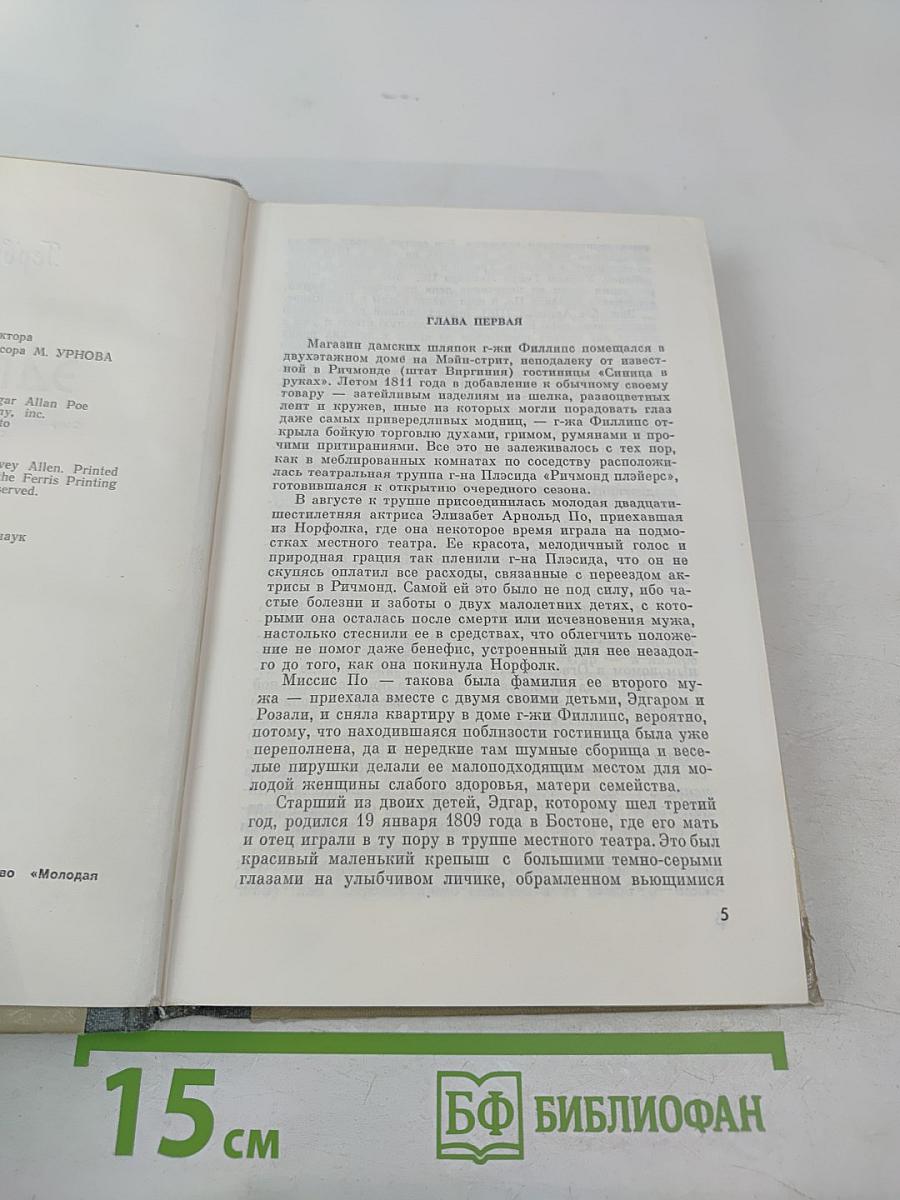 ктора
сора М. УРНОВА
gar Allan Poe
ny, inc.
to
vey Allen. Printed
the Ferris Printing
served.
наук
во «Молодая
ГЛАВА ПЕРВАЯ
Магазин дамских шляпок г-жи Филлипс помещался в
двухэтажном доме на Мэйн-стрит, неподалеку от извест-
ной в Ричмонде (штат Виргиния) гостиницы «Синица в
руках». Летом 1811 года в добавление к обычному своему
товару — затейливым изделиям из шелка, разноцветных
лент и кружев, иные из которых могли порадовать глаз
даже самых привередливых модниц, — г-жа Филлипс от-
крыла бойкую торговлю духами, гримом, румянами и про-
чими притираниями. Все это не залеживалось с тех пор,
как в меблированных комнатах по соседству расположи-
лась театральная труппа г-на Плэсида «Ричмонд плэйерс»,
готовившаяся к открытию очередного сезона.
В августе к труппе присоединилась молодая двадцати-
шестилетняя актриса Элизабет Арнольд По, приехавшая
из Норфолка, где она некоторое время играла на подмо-
стках местного театра. Ее красота, мелодичный голос и
природная грация так пленили г-на Плэсида, что он не
скупясь оплатил все расходы, связанные с переездом ак-
трисы в Ричмонд. Самой ей это было не под силу, ибо ча-
стые болезни и заботы о двух малолетних детях, с кото-
рыми она осталась после смерти или исчезновения мужа,
настолько стеснили ее в средствах, что облегчить положе-
ние не помог даже бенефис, устроенный для нее незадол-
го до того, как она покинула Норфолк.
Миссис По — такова была фамилия ее второго му-
жа — приехала вместе с двумя своими детьми, Эдгаром и
Розали, и сняла квартиру в доме г-жи Филлипс, вероятно,
потому, что находившаяся поблизости гостиница была уже
переполнена, да и нередкие там шумные сборища и весе-
лые пирушки делали ее малоподходящим местом для мо-
лодой женщины слабого здоровья, матери семейства.
Старший из двоих детей, Эдгар, которому шел третий
год, родился 19 января 1809 года в Бостоне, где его мать
и отец играли в ту пору в труппе местного театра. Это был
красивый маленький крепыш с большими темно-серыми
глазами на улыбчивом личике, обрамленном вьющимися
5
15 см
БФ БИБЛИОФАН